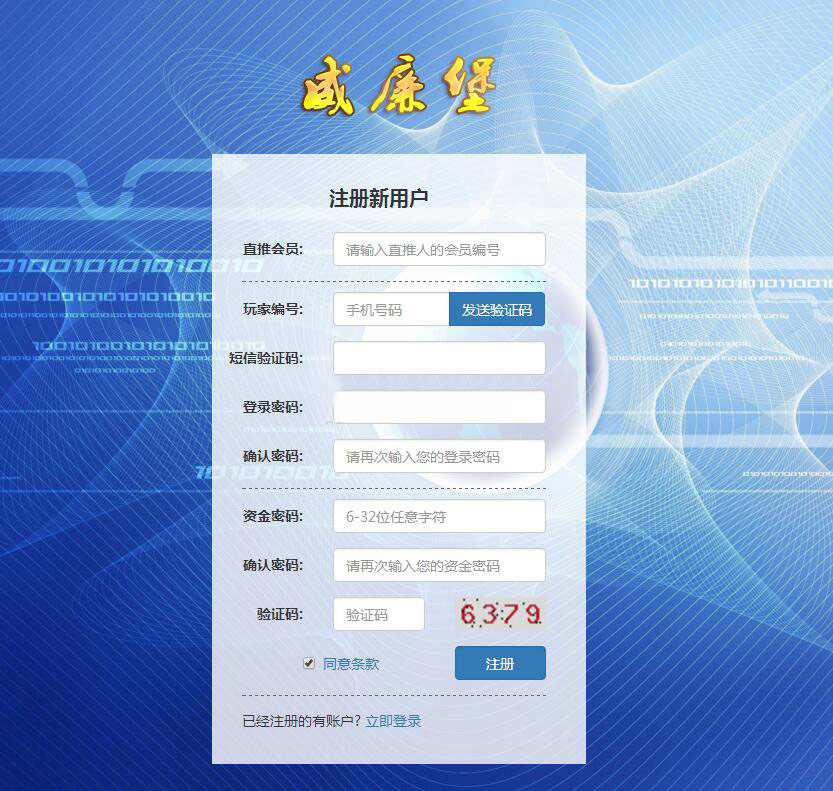 威廉堡
注册新用户
直推会员: 请输入直推人的会员编号
玩家编号: 手机号码 发送验证码
短信验证码:
登录密码:
确认密码: 请再次输入您的登录密码
资金密码: 6-32位任意字符
确认密码: 请再次输入您的资金密码
验证码: 验证码 6379
同意条款 注册
已经注册的有账户? 立即登录